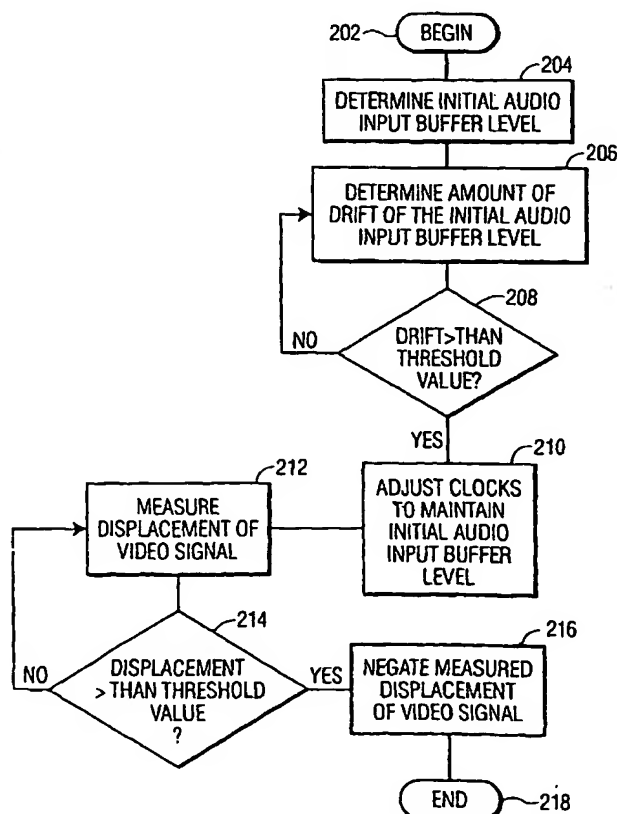 202
BEGIN
204
DETERMINE INITIAL AUDIO
INPUT BUFFER LEVEL
206
DETERMINE AMOUNT OF
DRIFT OF THE INITIAL AUDIO
INPUT BUFFER LEVEL
208
NO
DRIFT>THAN
THRESHOLD
VALUE?
YES
210
ADJUST CLOCKS
TO MAINTAIN
INITIAL AUDIO
INPUT BUFFER
LEVEL
212
MEASURE
DISPLACEMENT OF
VIDEO SIGNAL
214
NO
DISPLACEMENT
>THAN THRESHOLD
VALUE
?
YES
216
NEGATE MEASURED
DISPLACEMENT
OF VIDEO SIGNAL
END
218